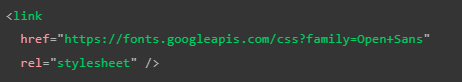 <link
href="https://fonts.googleapis.com/css?family=Open+Sans"
rel="stylesheet" />